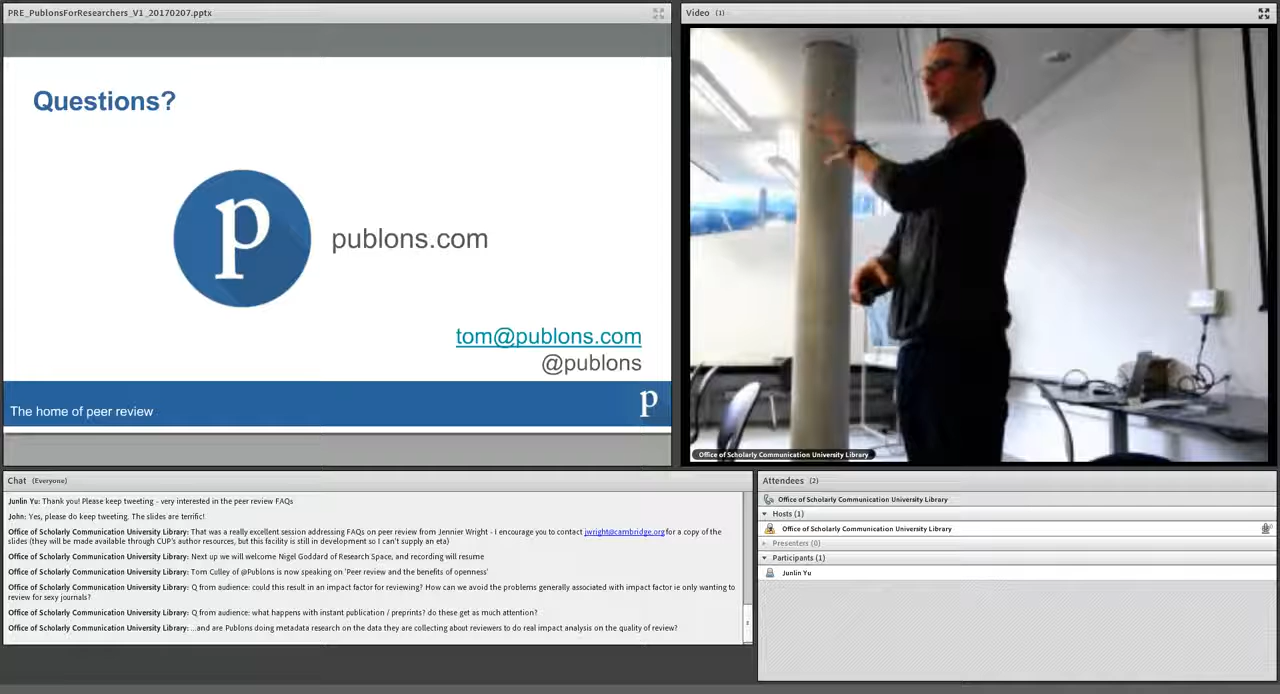 PRE_PublonsForResearchers_V1_20170207.pptx
Questions?
p
publons.com
tom@publons.com
@publons
The home of peer review
p
Video (1)
Office of Scholarly Communication University Library
Chat (Everyone)
Junlin Yu: Thank you! Please keep tweeting - very interested in the peer review FAQs
John: Yes, please do keep tweeting. The slides are terrific!
Office of Scholarly Communication University Library: That was a really excellent session addressing FAQs on peer review from Jennier Wright - I encourage you to contact jwright@cambridge.org for a copy of the
slides (they will be made available through CUP's author resources, but this facility is still in development so I can't supply an eta)
Office of Scholarly Communication University Library: Next up we will welcome Nigel Goddard of Research Space, and recording will resume
Office of Scholarly Communication University Library: Tom Culley of @Publons is now speaking on 'Peer review and the benefits of openness'
Office of Scholarly Communication University Library: Q from audience: could this result in an impact factor for reviewing? How can we avoid the problems generally associated with impact factor ie only wanting to
review for sexy journals?
Office of Scholarly Communication University Library: Q from audience: what happens with instant publication / preprints? do these get as much attention?
Office of Scholarly Communication University Library: ...and are Publons doing metadata research on the data they are collecting about reviewers to do real impact analysis on the quality of review?
Attendees (2)
Office of Scholarly Communication University Library
Hosts (1)
Office of Scholarly Communication University Library
Presenters (0)
Participants (1)
Junlin Yu